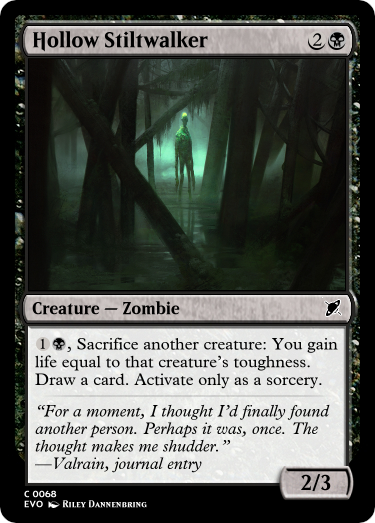 Hollow Stiltwalker 2
Creature — Zombie
1, Sacrifice another creature: You gain
life equal to that creature's toughness.
Draw a card. Activate only as a sorcery.
“For a moment, I thought I'd finally found
another person. Perhaps it was, once. The
thought makes me shudder.”
—Valrain, journal entry
2/3
C 0068
EVO Riley Dannenbring